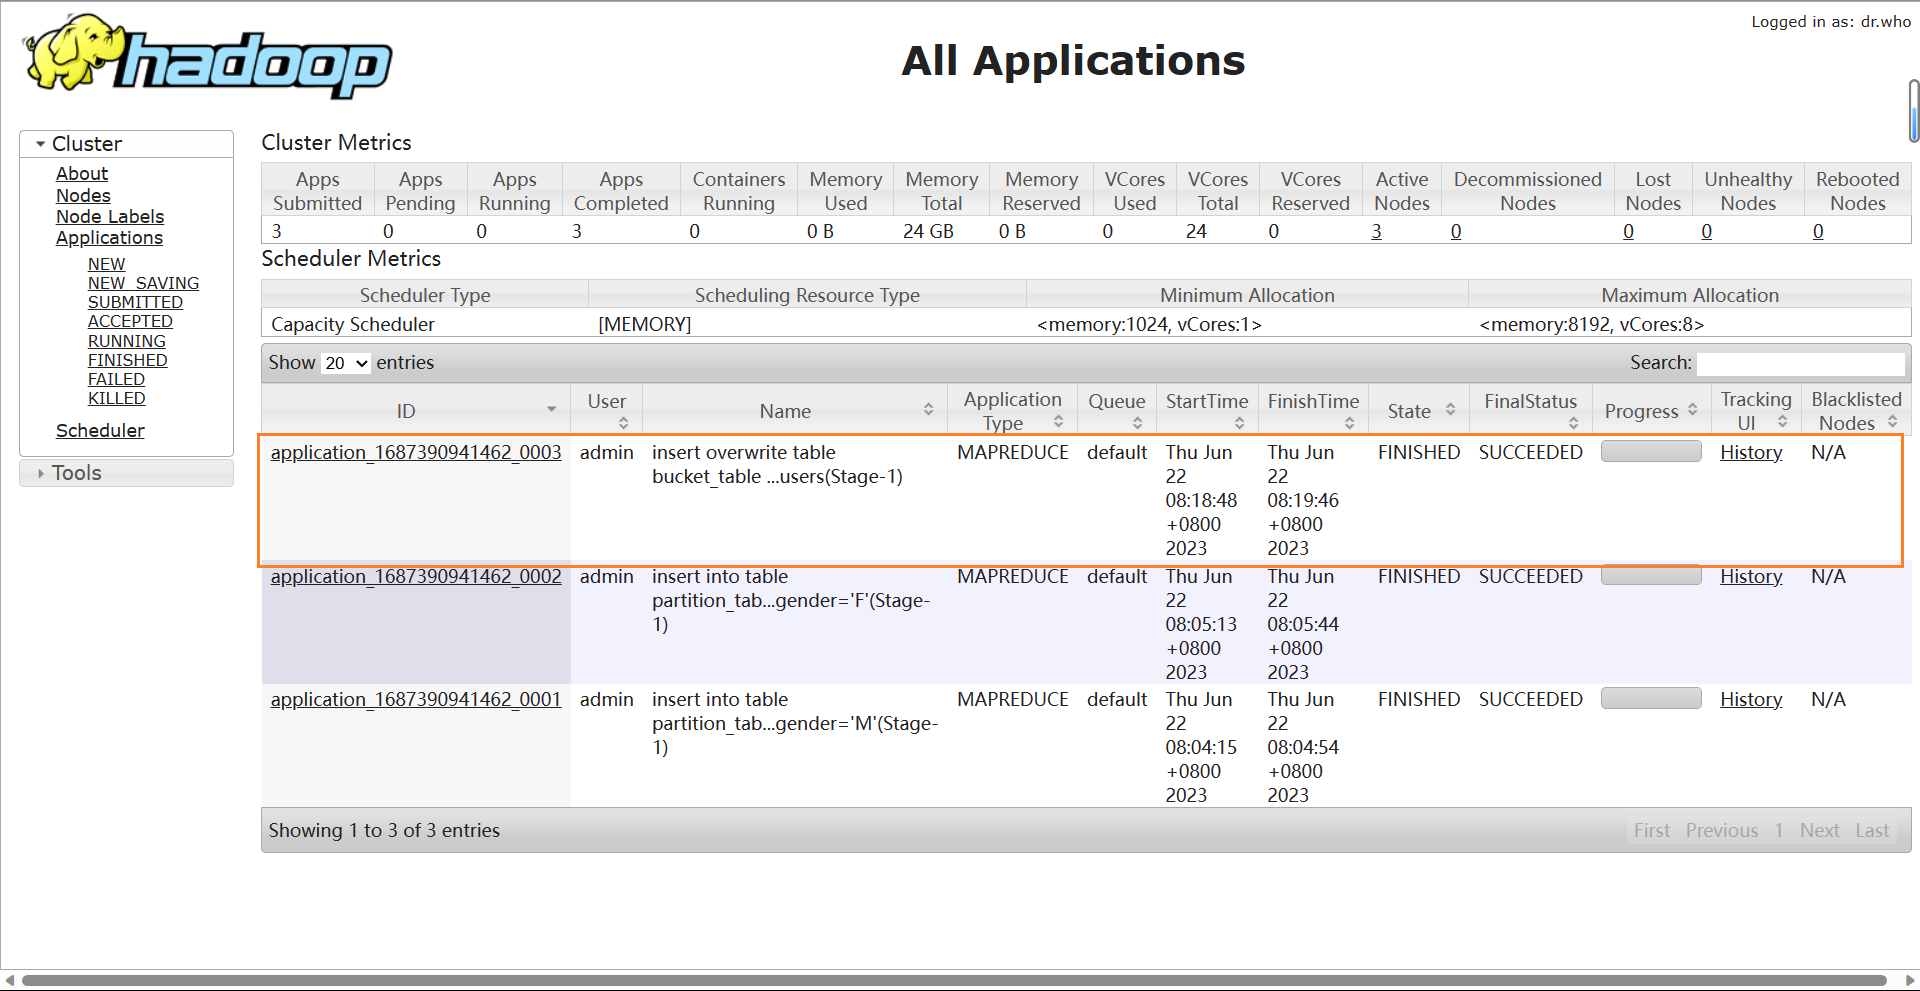 Logged in as: dr.who
hadoop
All Applications
Cluster
About
Nodes
Node Labels
Applications
NEW
NEW_SAVING
SUBMITTED
ACCEPTED
RUNNING
FINISHED
FAILED
KILLED
Scheduler
Tools
Cluster Metrics
Apps Submitted Apps Pending Apps Running Apps Completed Containers Running Memory Used Memory Total Memory Reserved VCores Used VCores Total VCores Reserved Active Nodes Decommissioned Nodes Lost Nodes Unhealthy Nodes Rebooted Nodes
3 0 0 3 0 0 B 24 GB 0 B 0 24 0 3 0 0 0 0
Scheduler Metrics
Scheduler Type Scheduling Resource Type Minimum Allocation Maximum Allocation
Capacity Scheduler [MEMORY] <memory:1024, vCores:1> <memory:8192, vCores:8>
Show 20 entries Search:
ID User Name Application Type Queue StartTime FinishTime State FinalStatus Progress Tracking UI Blacklisted Nodes
application_1687390941462_0003 admin insert overwrite table bucket_table ...users(Stage-1) MAPREDUCE default Thu Jun 22 08:18:48 +0800 2023 Thu Jun 22 08:19:46 +0800 2023 FINISHED SUCCEEDED History N/A
application_1687390941462_0002 admin insert into table partition_tab...gender='F'(Stage-1) MAPREDUCE default Thu Jun 22 08:05:13 +0800 2023 Thu Jun 22 08:05:44 +0800 2023 FINISHED SUCCEEDED History N/A
application_1687390941462_0001 admin insert into table partition_tab...gender='M'(Stage-1) MAPREDUCE default Thu Jun 22 08:04:15 +0800 2023 Thu Jun 22 08:04:54 +0800 2023 FINISHED SUCCEEDED History N/A
Showing 1 to 3 of 3 entries First Previous 1 Next Last